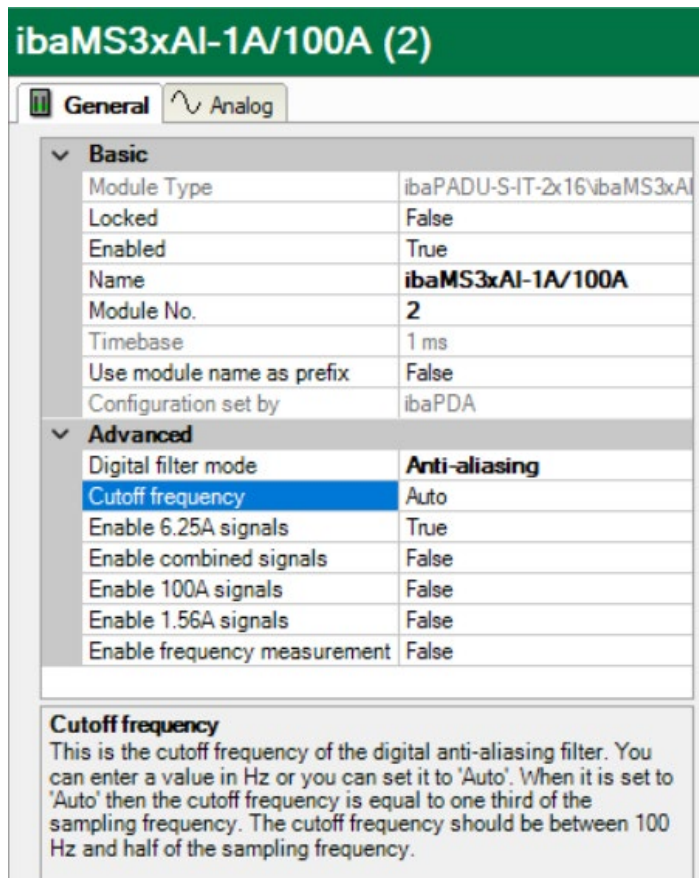 ibaMS3xAI-1A/100A (2)
General Analog
Basic
Module Type ibaPADU-S-IT-2x16\ibaMS3xAI
Locked False
Enabled True
Name ibaMS3xAI-1A/100A
Module No. 2
Timebase 1 ms
Use module name as prefix False
Configuration set by ibaPDA
Advanced
Digital filter mode Anti-aliasing
Cutoff frequency Auto
Enable 6.25A signals True
Enable combined signals False
Enable 100A signals False
Enable 1.56A signals False
Enable frequency measurement False
Cutoff frequency
This is the cutoff frequency of the digital anti-aliasing filter. You
can enter a value in Hz or you can set it to 'Auto'. When it is set to
'Auto' then the cutoff frequency is equal to one third of the
sampling frequency. The cutoff frequency should be between 100
Hz and half of the sampling frequency.